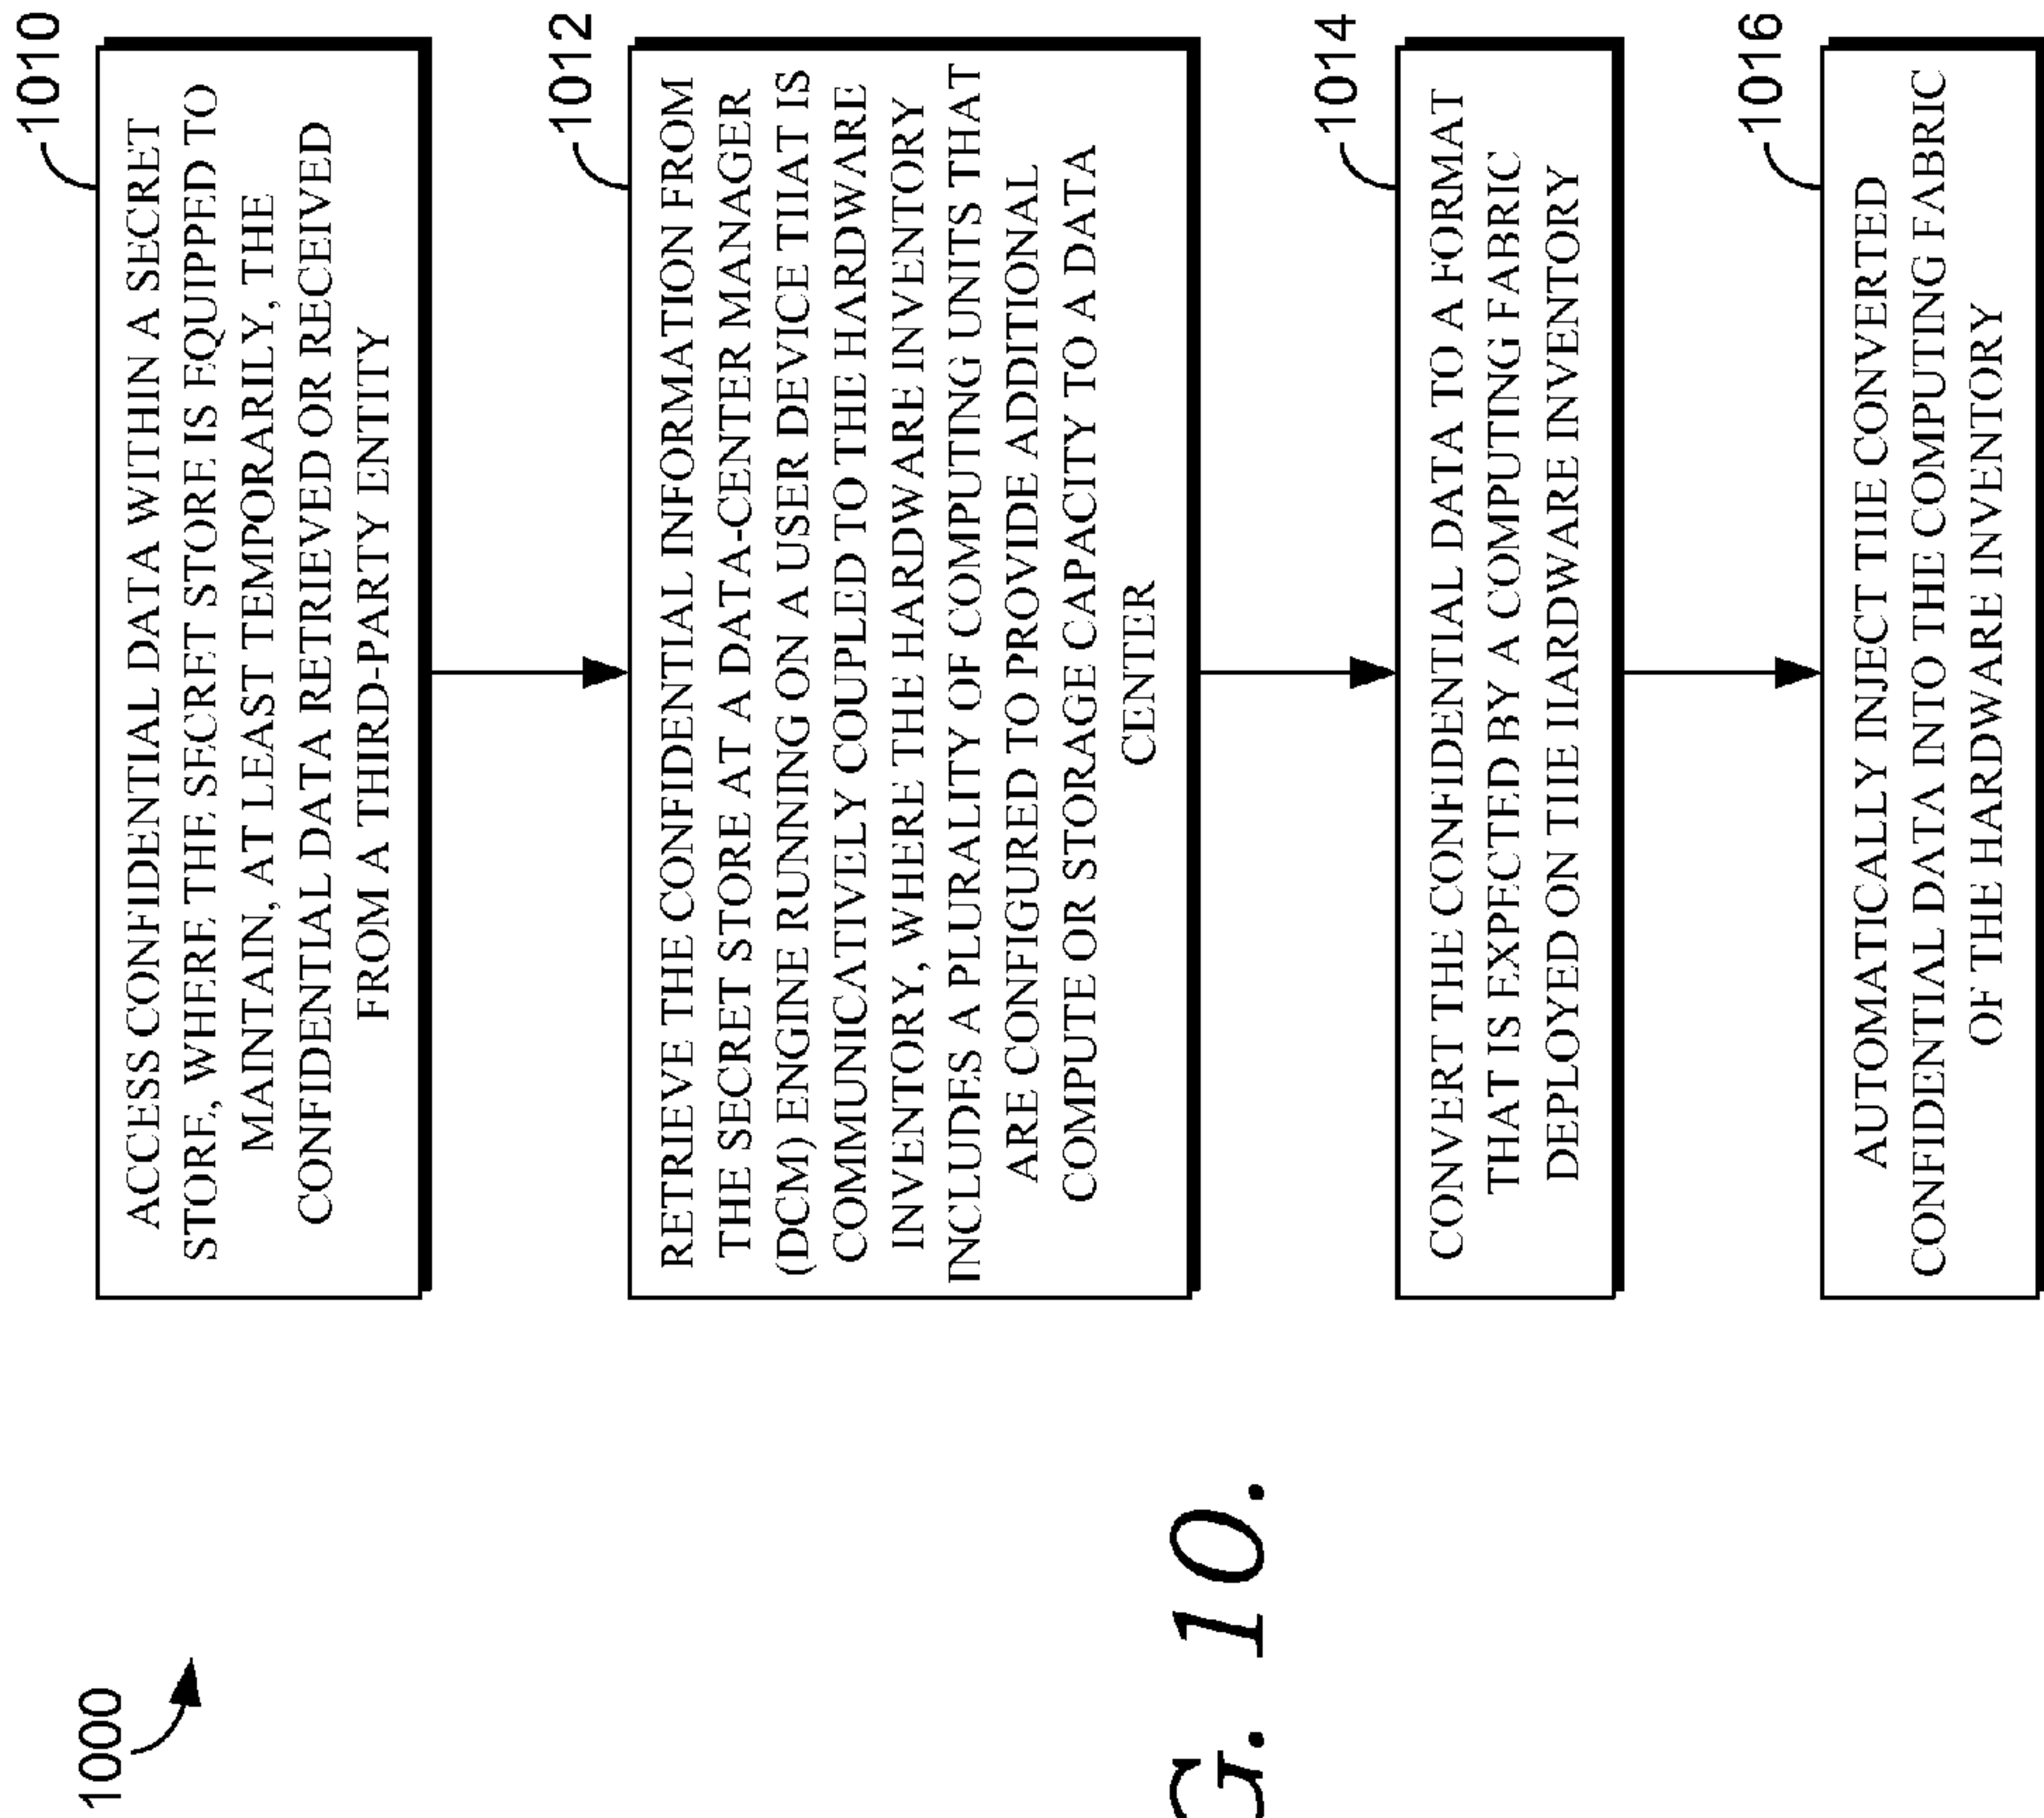 1000
1010
ACCESS CONFIDENTIAL DATA WITHIN A SECRET
STORE, WHERE THE SECRET STORE IS EQUIPPED TO
MAINTAIN, AT LEAST TEMPORARILY, THE
CONFIDENTIAL DATA RETRIEVED OR RECEIVED
FROM A THIRD-PARTY ENTITY
1012
RETRIEVE THE CONFIDENTIAL INFORMATION FROM
THE SECRET STORE AT A DATA-CENTER MANAGER
(DCM) ENGINE RUNNING ON A USER DEVICE THAT IS
COMMUNICATIVELY COUPLED TO THE HARDWARE
INVENTORY, WHERE THE HARDWARE INVENTORY
INCLUDES A PLURALITY OF COMPUTING UNITS THAT
ARE CONFIGURED TO PROVIDE ADDITIONAL
COMPUTE OR STORAGE CAPACITY TO A DATA
CENTER
1014
CONVERT THE CONFIDENTIAL DATA TO A FORMAT
THAT IS EXPECTED BY A COMPUTING FABRIC
DEPLOYED ON THE HARDWARE INVENTORY
1016
AUTOMATICALLY INJECT THE CONVERTED
CONFIDENTIAL DATA INTO THE COMPUTING FABRIC
OF THE HARDWARE INVENTORY
G. 10.